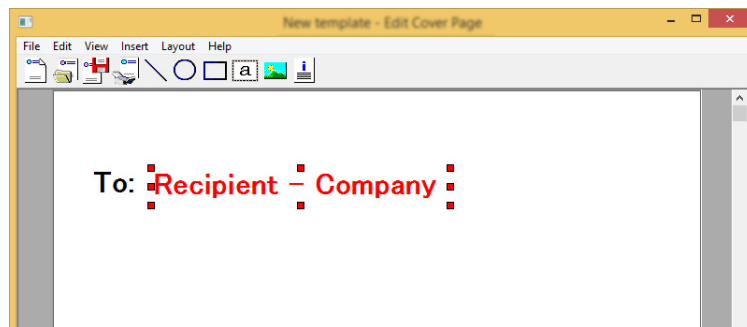 New template - Edit Cover Page
File Edit View Insert Layout Help
a
To: Recipient - Company